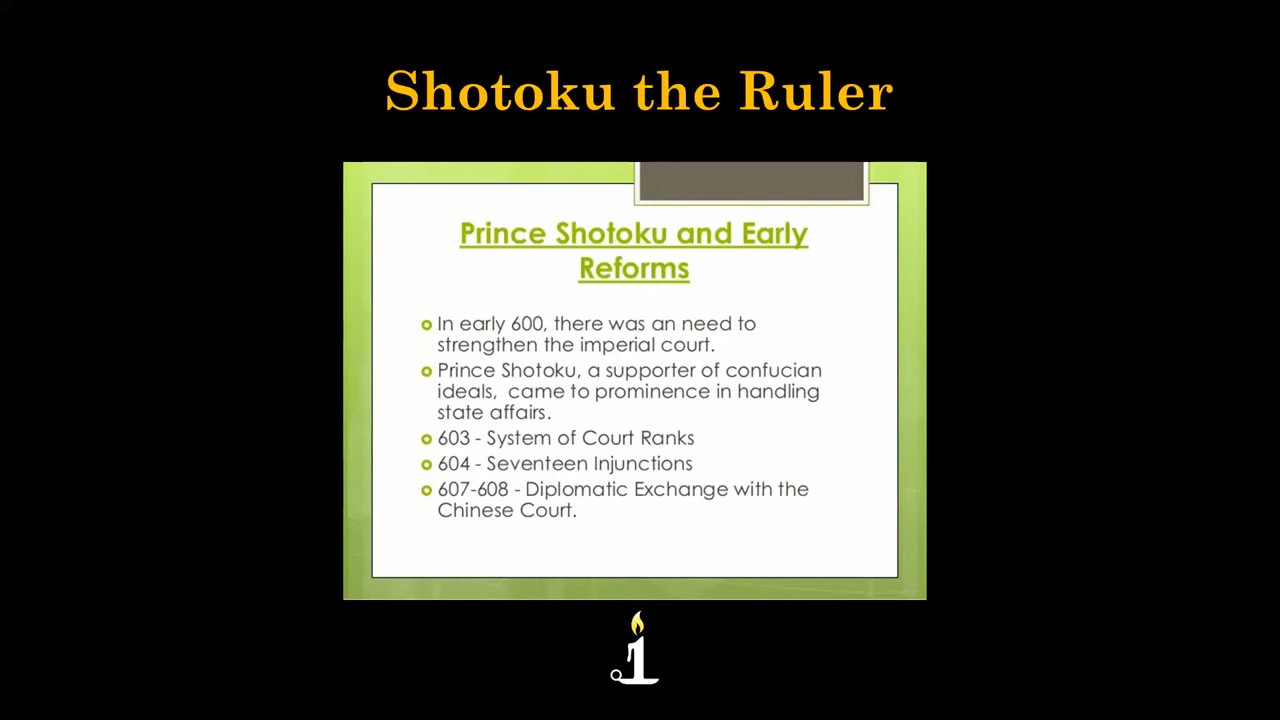 Shotoku the Ruler
Prince Shotoku and Early
Reforms
In early 600, there was an need to
strengthen the imperial court.
Prince Shotoku, a supporter of confucian
ideals, came to prominence in handling
state affairs.
603 - System of Court Ranks
604 - Seventeen Injunctions
607-608 - Diplomatic Exchange with the
Chinese Court.
1